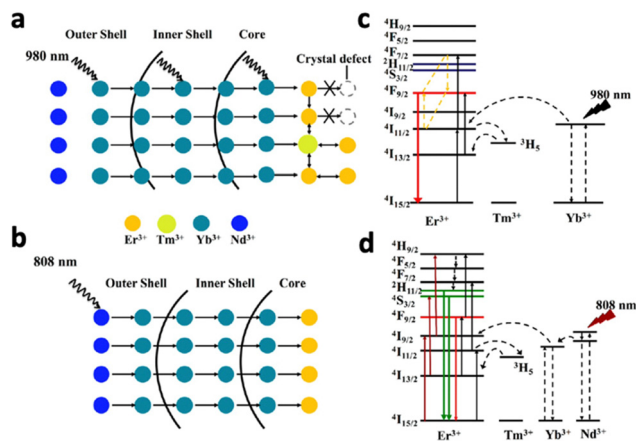 a
Outer Shell Inner Shell Core
Crystal defect
980 nm
Er³⁺ Tm³⁺ Yb³⁺ Nd³⁺
b
808 nm
Outer Shell Inner Shell Core
c
⁴H₉/₂
⁴F₅/₂
⁴F₇/₂
²H₁₁/₂
⁴S₃/₂
⁴F₉/₂
⁴I₉/₂
⁴I₁₁/₂
⁴I₁₃/₂
⁴I₁₅/₂
³H₅
980 nm
Er³⁺ Tm³⁺ Yb³⁺
d
⁴H₉/₂
⁴F₅/₂
⁴F₇/₂
²H₁₁/₂
⁴S₃/₂
⁴F₉/₂
⁴I₉/₂
⁴I₁₁/₂
⁴I₁₃/₂
⁴I₁₅/₂
³H₅
808 nm
Er³⁺ Tm³⁺ Yb³⁺ Nd³⁺